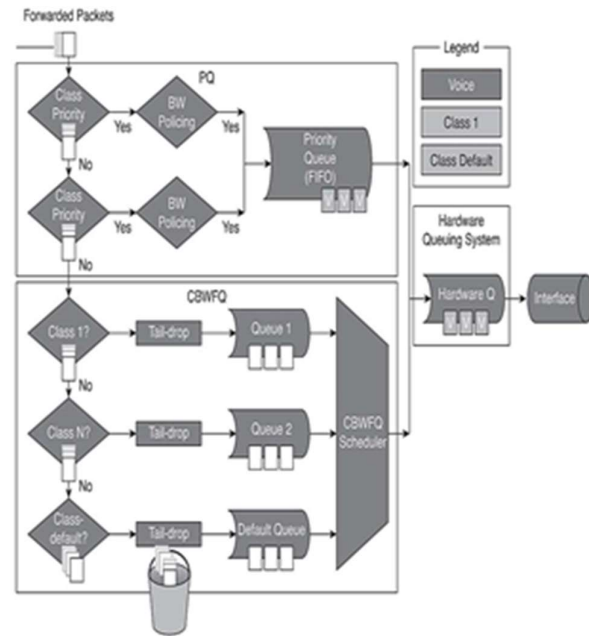 Forwarded Packets
PQ
Class
Priority
Yes
BW
Policing
Yes
Priority
Queue
(FIFO)
V V V
No
Class
Priority
Yes
BW
Policing
Yes
No
CBWFQ
Class 1?
Tail-drop
Queue 1
No
Class N?
Tail-drop
Queue 2
No
Class-
default?
Tail-drop
Default Queue
CBWFQ
Scheduler
Legend
Voice
Class 1
Class Default
Hardware
Queuing System
Hardware Q
V V V
Interface